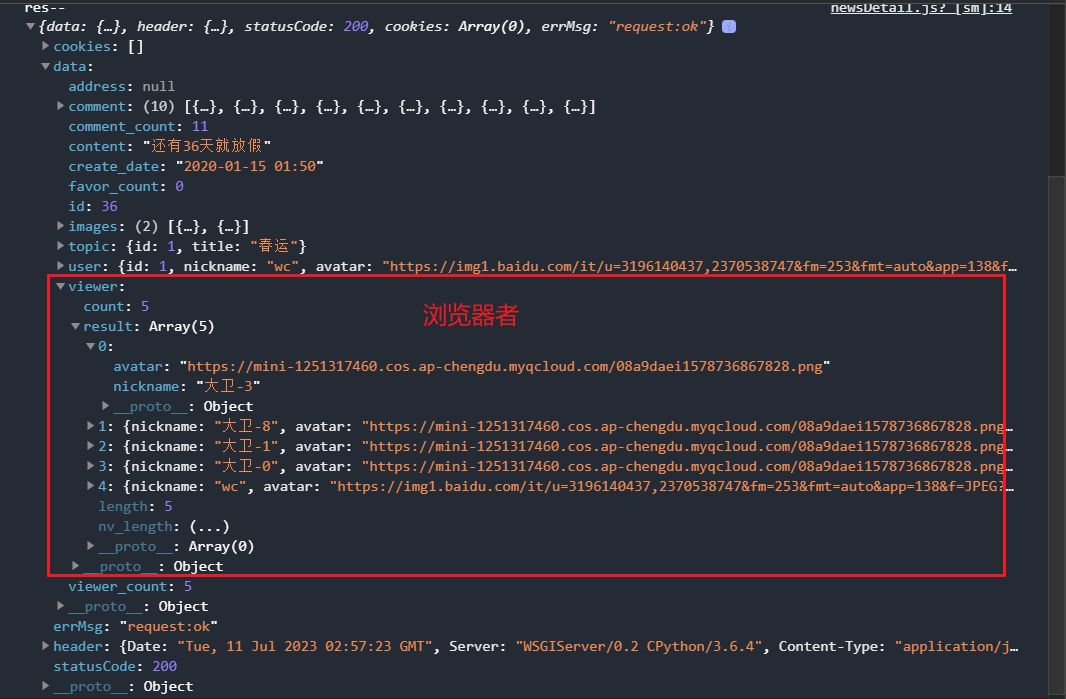 res--
newsDetail.js? [sm]:14
{data: {…}, header: {…}, statusCode: 200, cookies: Array(0), errMsg: "request:ok"}
cookies: []
data:
address: null
comment: (10) [{…}, {…}, {…}, {…}, {…}, {…}, {…}, {…}, {…}, {…}]
comment_count: 11
content: "还有36天就放假"
create_date: "2020-01-15 01:50"
favor_count: 0
id: 36
images: (2) [{…}, {…}]
topic: {id: 1, title: "春运"}
user: {id: 1, nickname: "wc", avatar: "https://img1.baidu.com/it/u=3196140437,2370538747&fm=253&fmt=auto&app=138&f…
viewer:
count: 5
浏览器者
result: Array(5)
0:
avatar: "https://mini-1251317460.cos.ap-chengdu.myqcloud.com/08a9daei1578736867828.png"
nickname: "大卫-3"
__proto__: Object
1: {nickname: "大卫-8", avatar: "https://mini-1251317460.cos.ap-chengdu.myqcloud.com/08a9daei1578736867828.png…
2: {nickname: "大卫-1", avatar: "https://mini-1251317460.cos.ap-chengdu.myqcloud.com/08a9daei1578736867828.png…
3: {nickname: "大卫-0", avatar: "https://mini-1251317460.cos.ap-chengdu.myqcloud.com/08a9daei1578736867828.png…
4: {nickname: "wc", avatar: "https://img1.baidu.com/it/u=3196140437,2370538747&fm=253&fmt=auto&app=138&f=JPEG?…
length: 5
nv_length: (...)
__proto__: Array(0)
__proto__: Object
viewer_count: 5
__proto__: Object
errMsg: "request:ok"
header: {Date: "Tue, 11 Jul 2023 02:57:23 GMT", Server: "WSGIServer/0.2 CPython/3.6.4", Content-Type: "application/j…
statusCode: 200
__proto__: Object